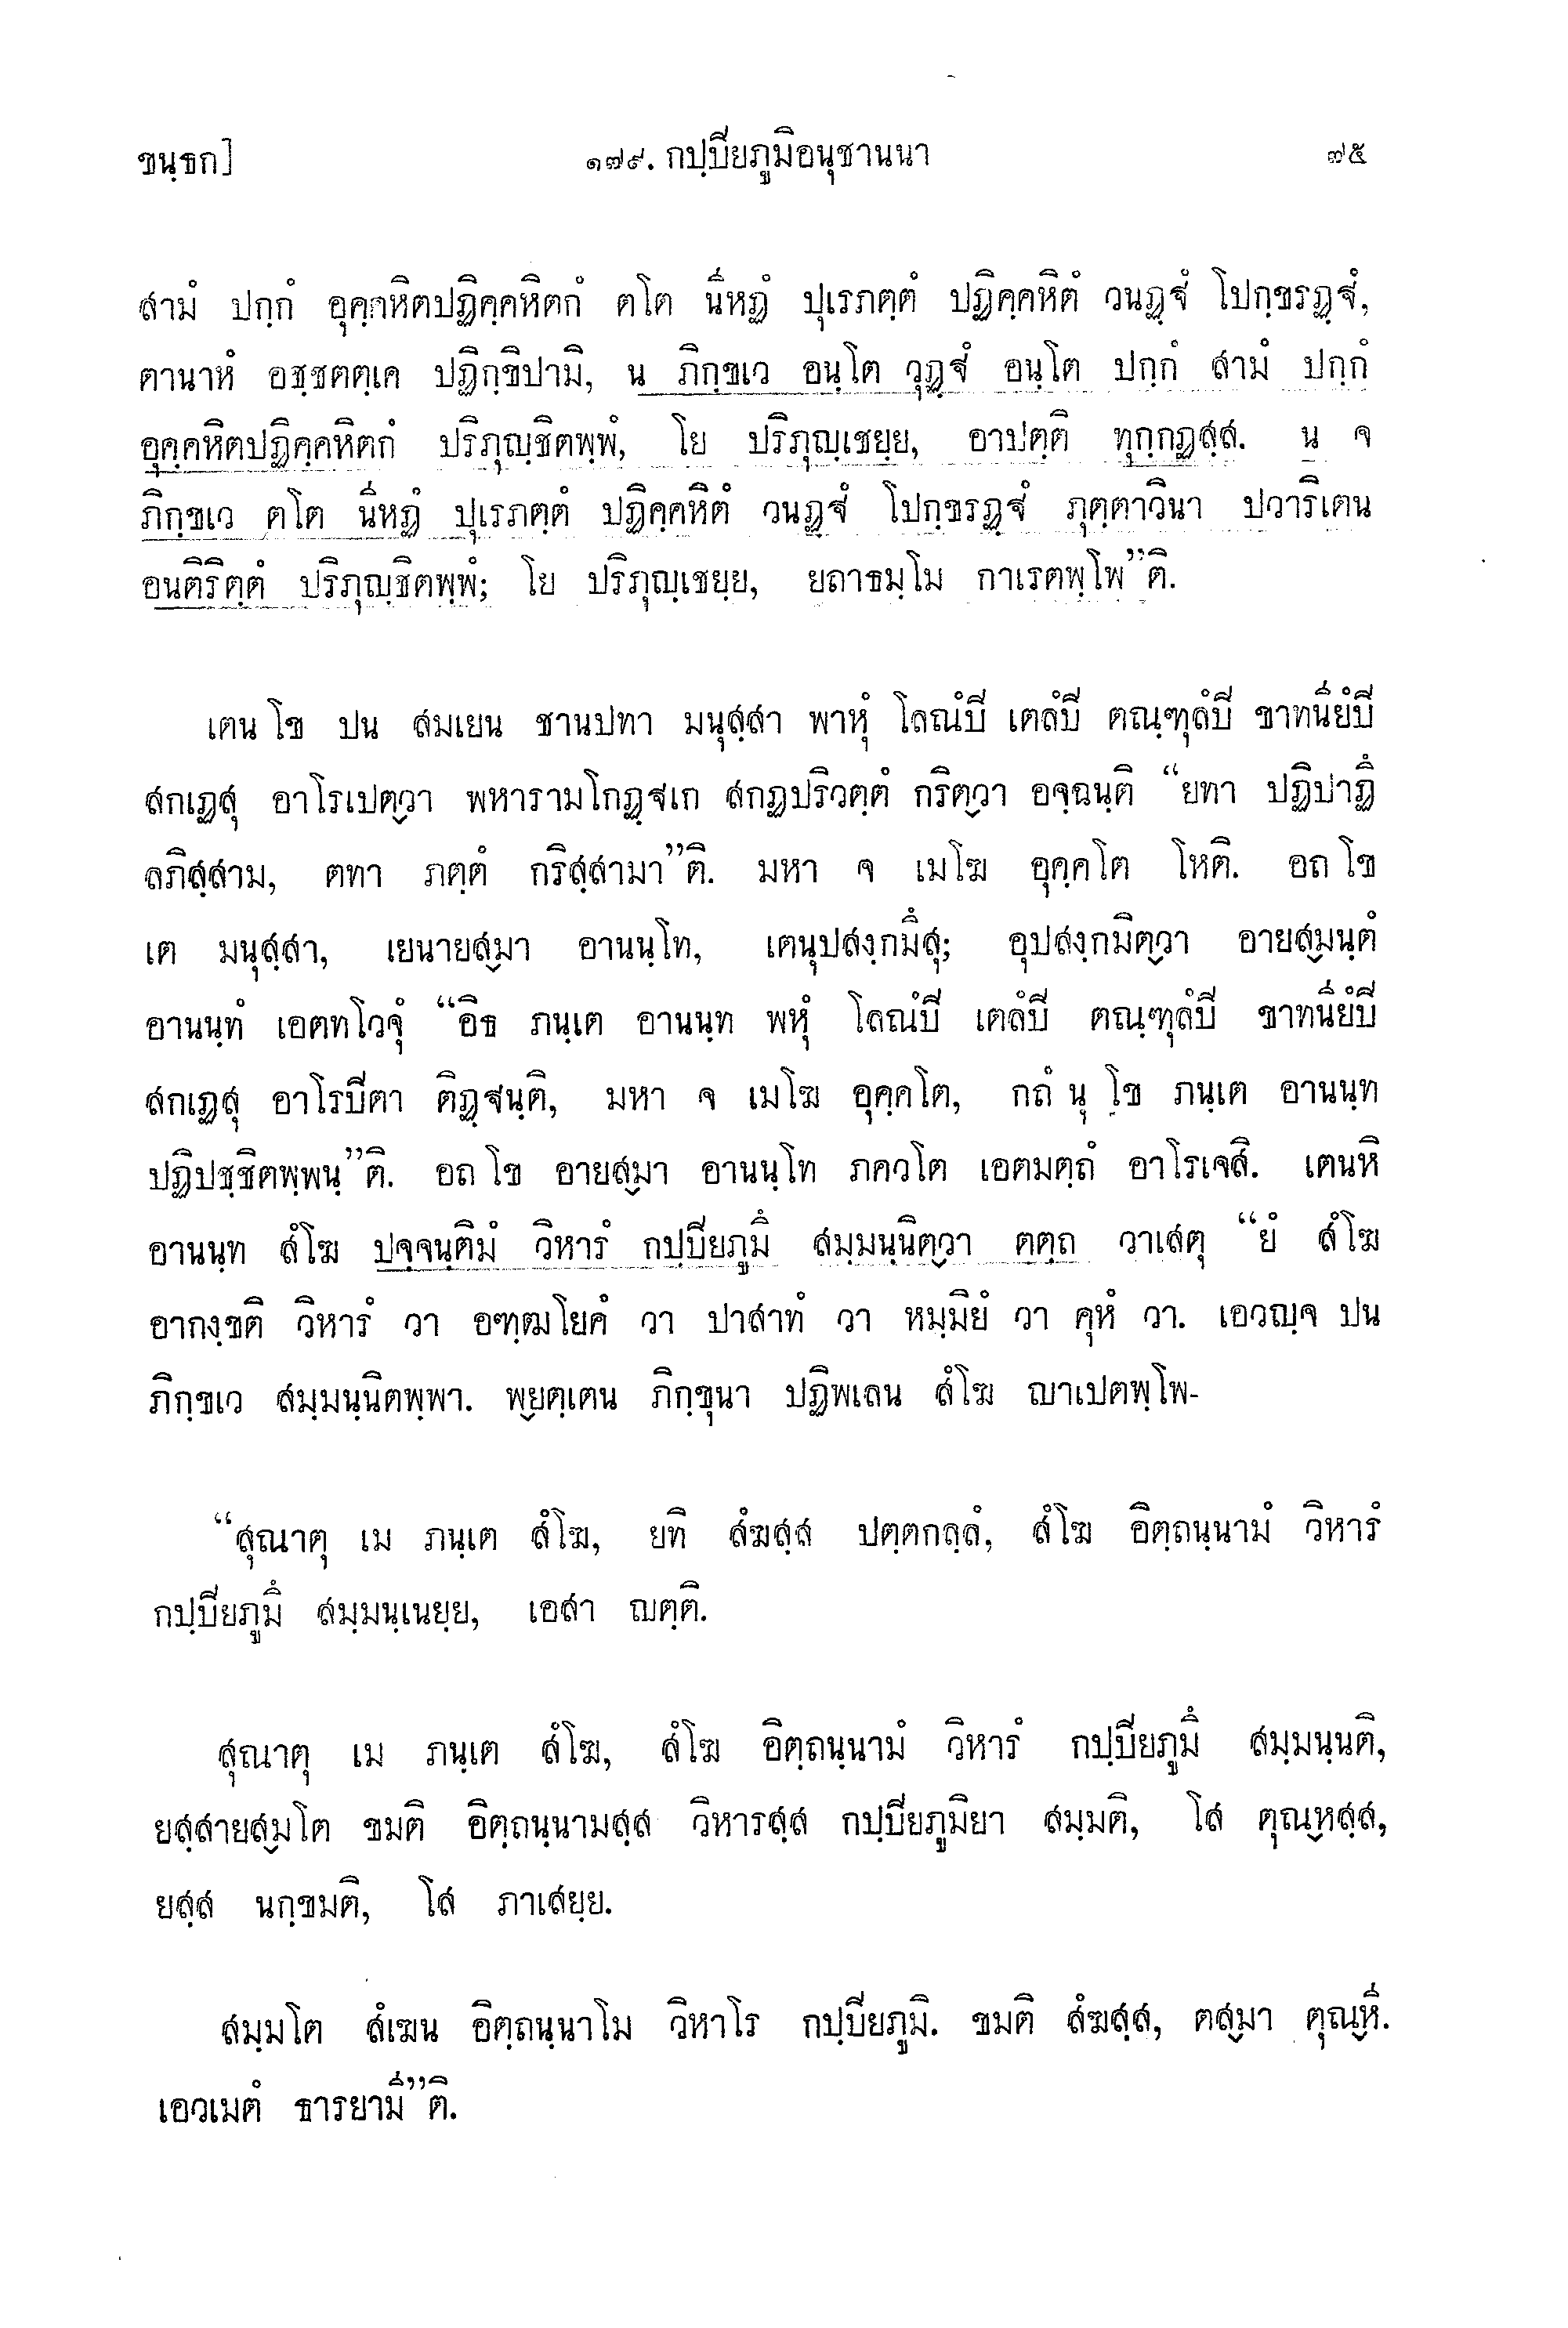 ขนฺธก]
๑๗๙. กปฺปิยภูมิอนุชานนา
๗๕
สามํ ปกฺกํ อุคฺคหิตปฏิคฺคหิตกํ ตโต นีหฏํ ปุเรภตฺตํ ปฏิคฺคหิตํ วนฏฺฐํ โปกฺขรฏฺฐํ,
ตานาหํ อชฺชตคฺเค ปฏิกฺขิปามิ, น ภิกฺขเว อนฺโต วุฏฺฐํ อนฺโต ปกฺกํ สามํ ปกฺกํ
อุคฺคหิตปฏิคฺคหิตกํ ปริภุญฺชิตพฺพํ, โย ปริภุญฺเชยฺย, อาปตฺติ ทุกฺกฏสฺส. น จ
ภิกฺขเว ตโต นีหฏํ ปุเรภตฺตํ ปฏิคฺคหิตํ วนฏฺฐํ โปกฺขรฏฺฐํ ภุตฺตาวินา ปวาริเตน
อนติริตฺตํ ปริภุญฺชิตพฺพํ; โย ปริภุญฺเชยฺย, ยถาธมฺโม กาเรตพฺโพ”ติ.
เตน โข ปน สมเยน ชานปทา มนุสฺสา พาหุํ โลณํปิ เตลํปิ ตณฺฑุลํปิ ขาทนียํปิ
สกเฏสุ อาโรเปตฺวา พหารามโกฏฺฐเก สกฏปริวตฺตํ กริตฺวา อจฺฉนฺติ “ยทา ปฏิปาฏึ
ลภิสฺสาม, ตทา ภตฺตํ กริสฺสามา”ติ. มหา จ เมโฆ อุคฺคโต โหติ. อถ โข
เต มนุสฺสา, เยนายสฺมา อานนฺโท, เตนุปสงฺกมึสุ; อุปสงฺกมิตฺวา อายสฺมนฺตํ
อานนฺทํ เอตทโวจุํ “อิธ ภนฺเต อานนฺท พหุํ โลณํปิ เตลํปิ ตณฺฑุลํปิ ขาทนียํปิ
สกเฏสุ อาโรปิตา ติฏฺฐนฺติ, มหา จ เมโฆ อุคฺคโต, กถํ นุ โข ภนฺเต อานนฺท
ปฏิปชฺชิตพฺพนฺ”ติ. อถ โข อายสฺมา อานนฺโท ภควโต เอตมตฺถํ อาโรเจสิ. เตนหิ
อานนฺท สํโฆ ปจฺจนฺติมํ วิหารํ กปฺปิยภูมึ สมฺมนฺนิตฺวา ตตฺถ วาเสตุ “ยํ สํโฆ
อากงฺขติ วิหารํ วา อฑฺฒโยคํ วา ปาสาทํ วา หมฺมิยํ วา คุหํ วา. เอวญฺจ ปน
ภิกฺขเว สมฺมนฺนิตพฺพา. พฺยตฺเตน ภิกฺขุนา ปฏิพเลน สํโฆ ญาเปตพฺโพ-
“สุณาตุ เม ภนฺเต สํโฆ, ยทิ สํฆสฺส ปตฺตกลฺลํ, สํโฆ อิตฺถนฺนามํ วิหารํ
กปฺปิยภูมึ สมฺมนฺเนยฺย, เอสา ญตฺติ.
สุณาตุ เม ภนฺเต สํโฆ, สํโฆ อิตฺถนฺนามํ วิหารํ กปฺปิยภูมึ สมฺมนฺนติ,
ยสฺสายสฺมโต ขมติ อิตฺถนฺนามสฺส วิหารสฺส กปฺปิยภูมิยา สมฺมติ, โส ตุณฺหสฺส,
ยสฺส นกฺขมติ, โส ภาเสยฺย.
สมฺมโต สํเฆน อิตฺถนฺนาโม วิหาโร กปฺปิยภูมิ. ขมติ สํฆสฺส, ตสฺมา ตุณฺหี.
เอวเมตํ ธารยามี”ติ.